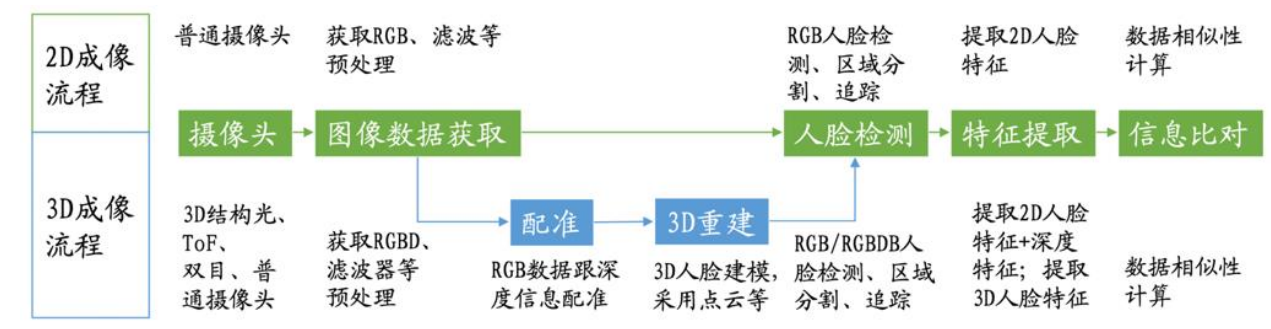 2D成像
流程
普通摄像头
获取RGB、滤波等
预处理
RGB人脸检
测、区域分
割、追踪
提取2D人脸
特征
数据相似性
计算
摄像头
图像数据获取
人脸检测
特征提取
信息比对
配准
3D重建
3D成像
流程
3D结构光、
ToF、
双目、普
通摄像头
获取RGBD、
滤波器等
预处理
RGB数据跟深
度信息配准
3D人脸建模，
采用点云等
RGB/RGBDB人
脸检测、区域
分割、追踪
提取2D人脸
特征+深度
特征；提取
3D人脸特征
数据相似性
计算